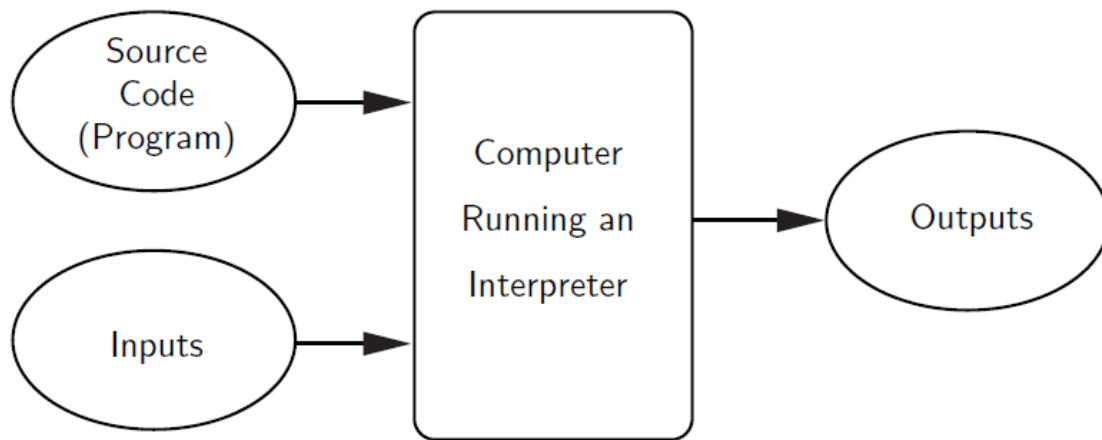 Source
Code
(Program)
Inputs
Computer
Running an
Interpreter
Outputs